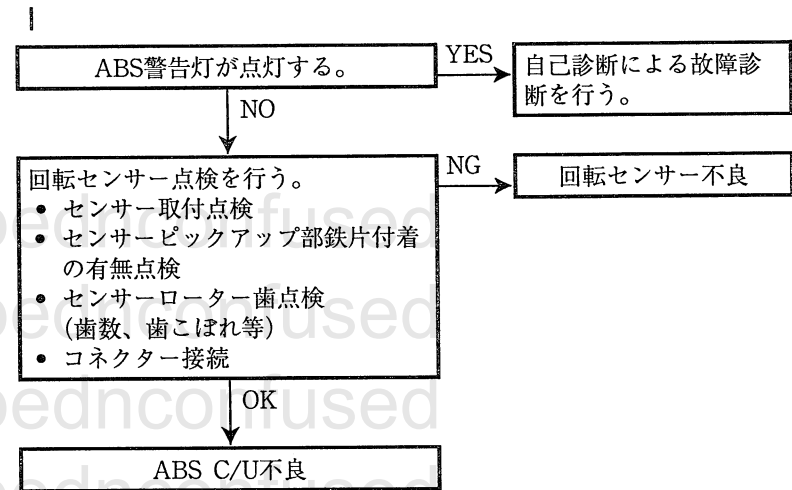 ABS警告灯が点灯する。
YES
自己診断による故障診
断を行う。
NO
回転センサー点検を行う。
• センサー取付点検
• センサーピックアップ部鉄片付着
の有無点検
• センサーローター歯点検
(歯数、歯こぼれ等)
• コネクター接続
NG
回転センサー不良
OK
ABS C/U不良
pednconfused
pednconfused
pednconfused
pednconfused